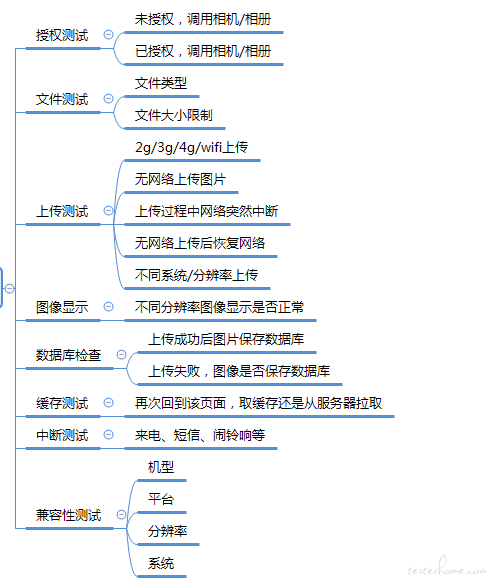 授权测试
未授权，调用相机/相册
已授权，调用相机/相册
文件测试
文件类型
文件大小限制
上传测试
2g/3g/4g/wifi上传
无网络上传图片
上传过程中网络突然中断
无网络上传后恢复网络
不同系统/分辨率上传
图像显示
不同分辨率图像显示是否正常
数据库检查
上传成功后图片保存数据库
上传失败，图像是否保存数据库
缓存测试
再次回到该页面，取缓存还是从服务器拉取
中断测试
来电、短信、闹铃响等
兼容性测试
机型
平台
分辨率
系统
testerhome.com